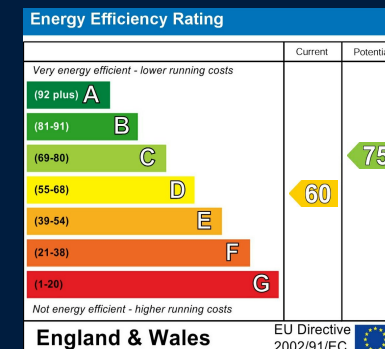 Energy Efficiency Rating
Current
Very energy efficient - lower running costs
(92 plus) A
(81-91) B
(69-80) C
75
(55-68) D
60
(39-54) E
(21-38) F
(1-20) G
Not energy efficient - higher running costs
England & Wales
EU Directive
2002/91/EC